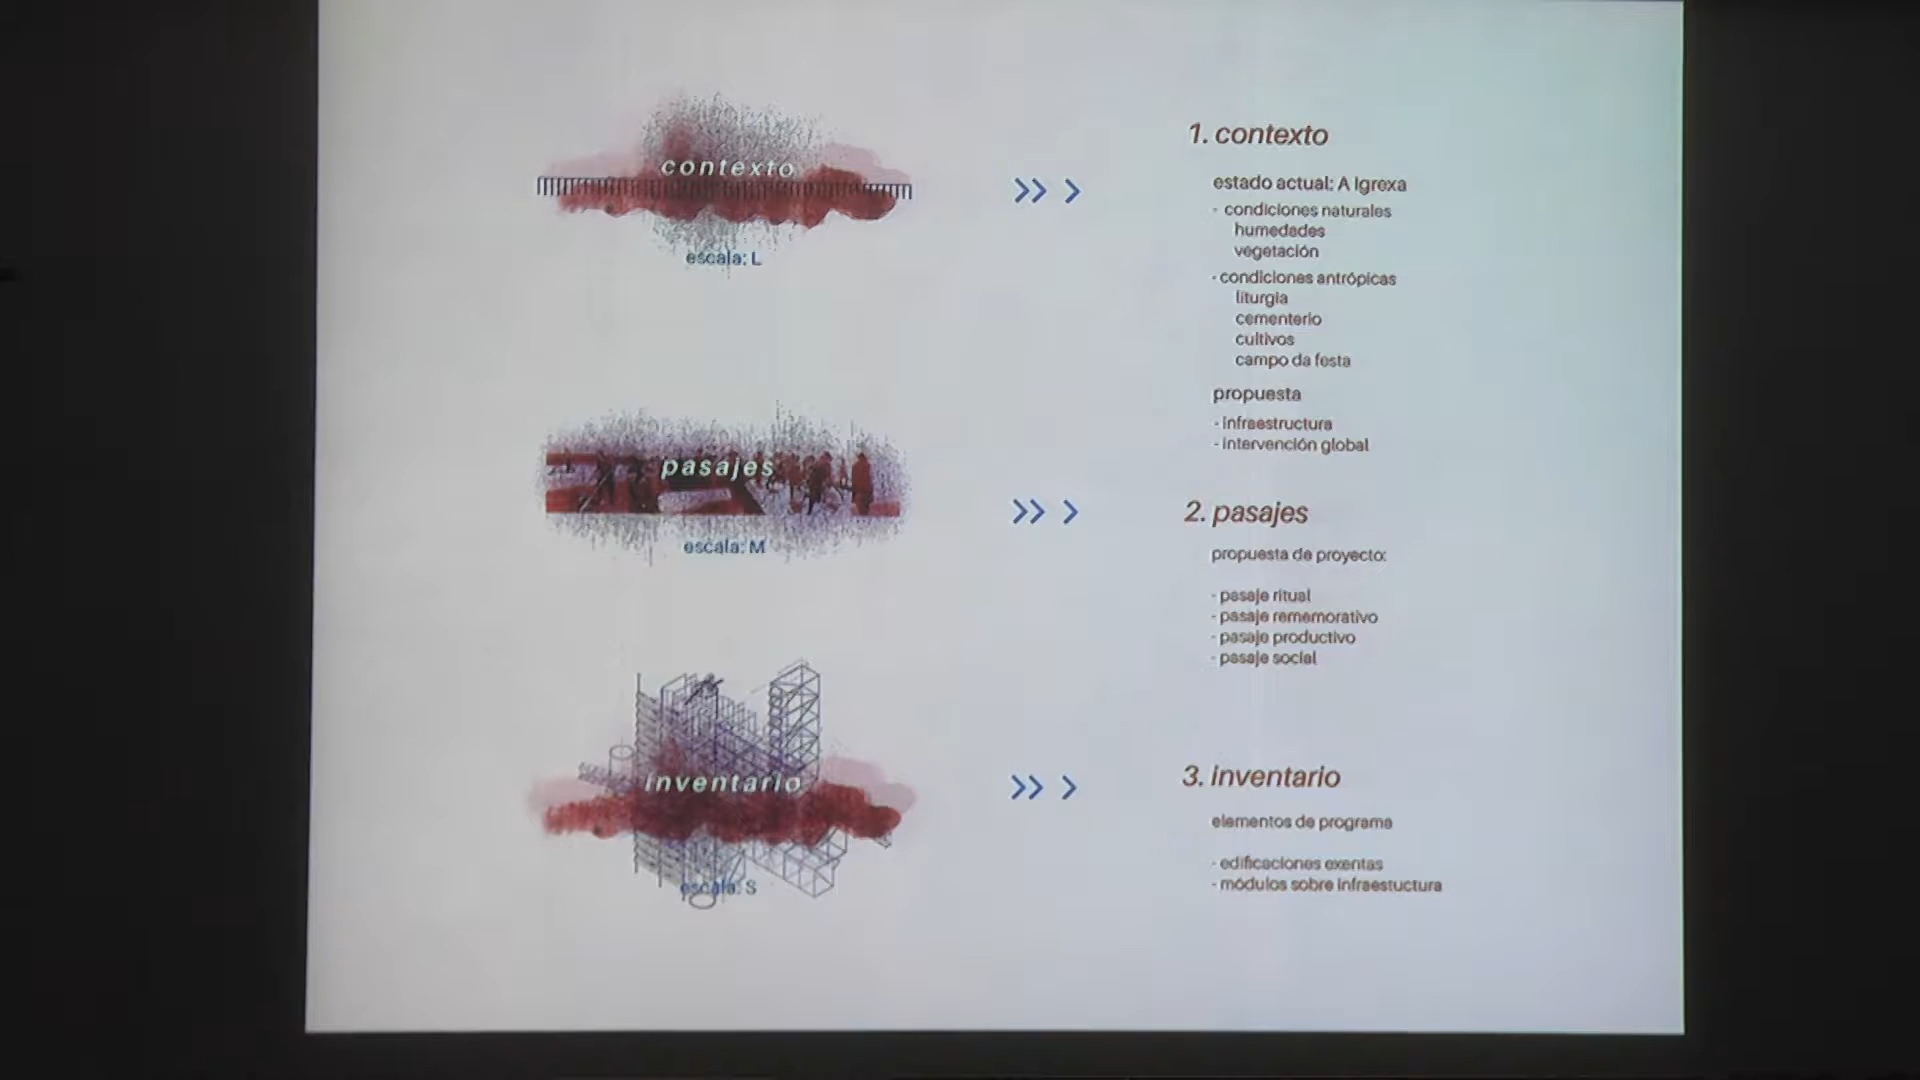 contexto
escala: L
>> >
1. contexto
estado actual: A Igrexa
- condiciones naturales
humedades
vegetación
- condiciones antrópicas
liturgia
cementerio
cultivos
campo da festa
propuesta
- infraestructura
- intervención global
pasajes
escala: M
>> >
2. pasajes
propuesta de proyecto:
- pasaje ritual
- pasaje rememorativo
- pasaje productivo
- pasaje social
inventario
escala: S
>> >
3. inventario
elementos de programa
- edificaciones exentas
- módulos sobre infraestuctura